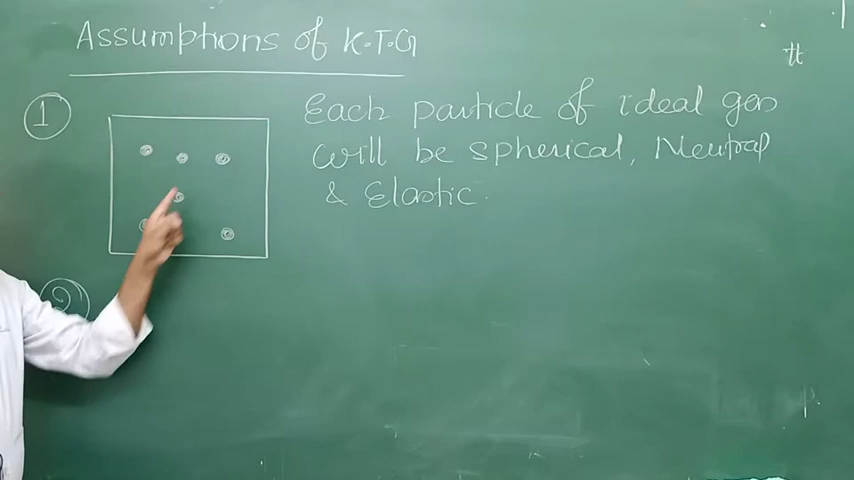 Assumptions of K.T.G
1
Each particle of ideal gas
will be spherical, Neutral
& Elastic.
2